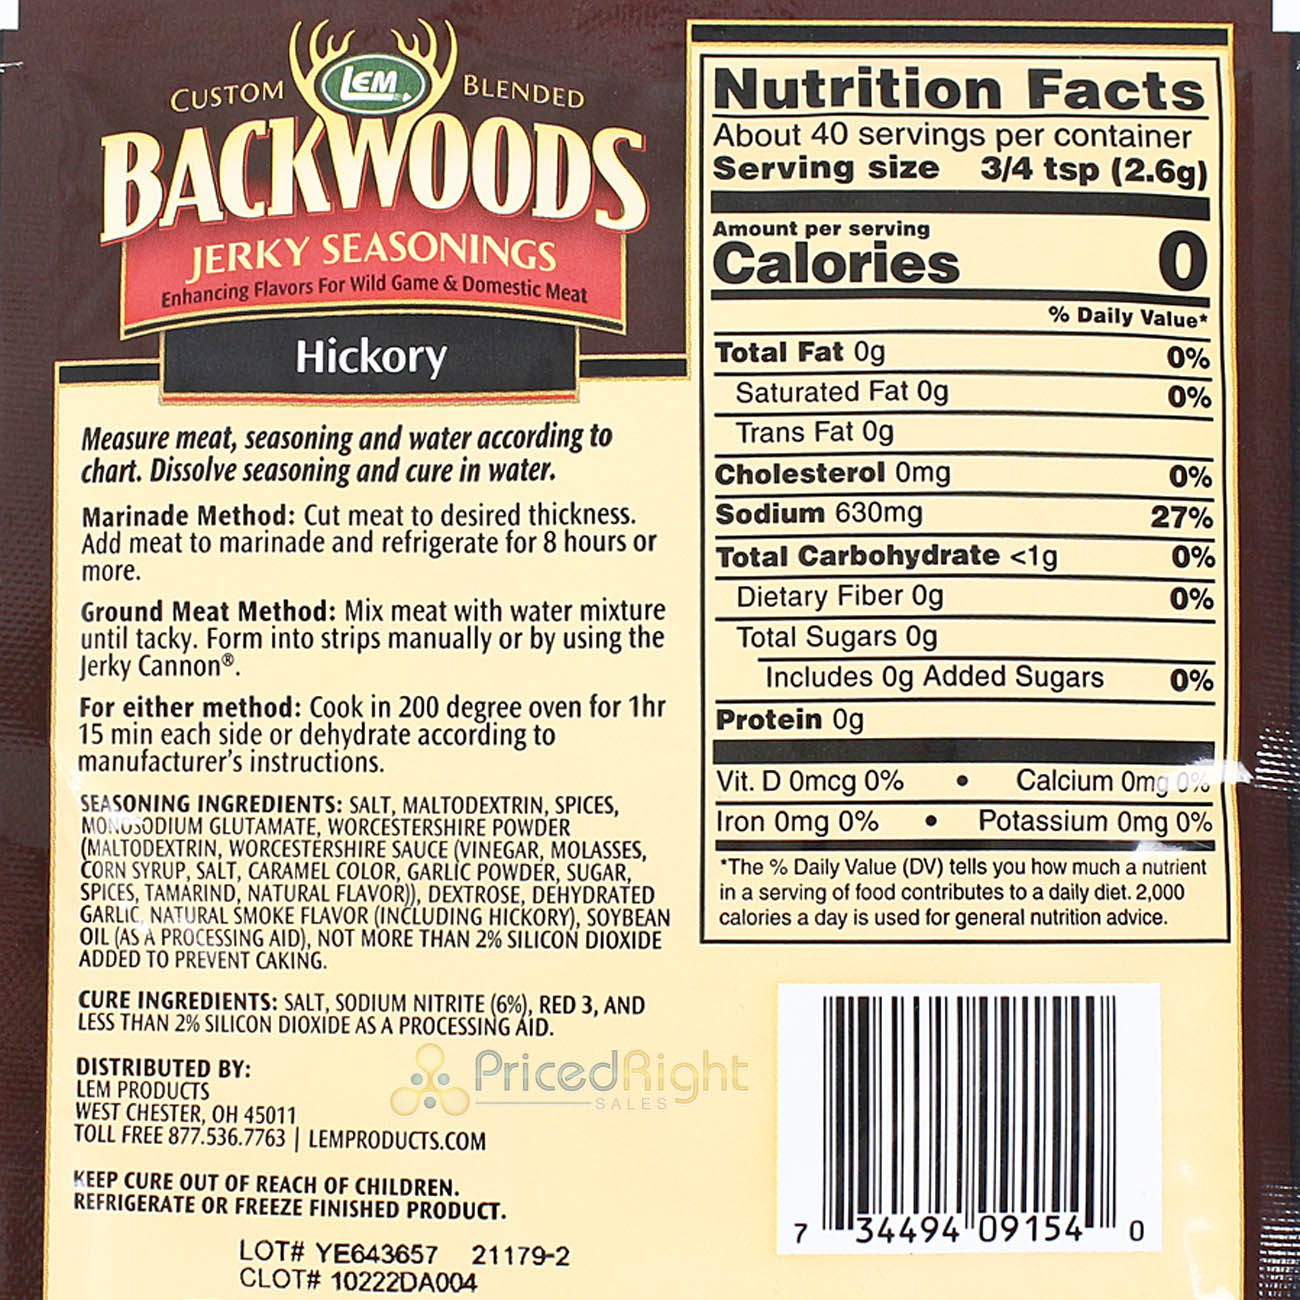 CUSTOM LEM BLENDED
BACKWOODS
JERKY SEASONINGS
Enhancing Flavors For Wild Game & Domestic Meat
Hickory
Measure meat, seasoning and water according to
chart. Dissolve seasoning and cure in water.
Marinade Method: Cut meat to desired thickness.
Add meat to marinade and refrigerate for 8 hours or
more.
Ground Meat Method: Mix meat with water mixture
until tacky. Form into strips manually or by using the
Jerky Cannon®.
For either method: Cook in 200 degree oven for 1hr
15 min each side or dehydrate according to
manufacturer's instructions.
SEASONING INGREDIENTS: SALT, MALTODEXTRIN, SPICES,
MONOSODIUM GLUTAMATE, WORCESTERSHIRE POWDER
(MALTODEXTRIN, WORCESTERSHIRE SAUCE (VINEGAR, MOLASSES,
CORN SYRUP, SALT, CARAMEL COLOR, GARLIC POWDER, SUGAR,
SPICES, TAMARIND, NATURAL FLAVOR)), DEXTROSE, DEHYDRATED
GARLIC, NATURAL SMOKE FLAVOR (INCLUDING HICKORY), SOYBEAN
OIL (AS A PROCESSING AID), NOT MORE THAN 2% SILICON DIOXIDE
ADDED TO PREVENT CAKING.
CURE INGREDIENTS: SALT, SODIUM NITRITE (6%), RED 3, AND
LESS THAN 2% SILICON DIOXIDE AS A PROCESSING AID.
DISTRIBUTED BY:
LEM PRODUCTS
WEST CHESTER, OH 45011
TOLL FREE 877.536.7763 | LEMPRODUCTS.COM
KEEP CURE OUT OF REACH OF CHILDREN.
REFRIGERATE OR FREEZE FINISHED PRODUCT.
LOT# YE643657 21179-2
CLOT# 10222DA004
PricedRight
SALES
Nutrition Facts
About 40 servings per container
Serving size 3/4 tsp (2.6g)
Amount per serving
Calories 0
% Daily Value*
Total Fat 0g 0%
Saturated Fat 0g 0%
Trans Fat 0g
Cholesterol 0mg 0%
Sodium 630mg 27%
Total Carbohydrate <1g 0%
Dietary Fiber 0g 0%
Total Sugars 0g
Includes 0g Added Sugars 0%
Protein 0g
Vit. D 0mcg 0% • Calcium 0mg 0%
Iron 0mg 0% • Potassium 0mg 0%
*The % Daily Value (DV) tells you how much a nutrient
in a serving of food contributes to a daily diet. 2,000
calories a day is used for general nutrition advice.
7 34494 09154 0